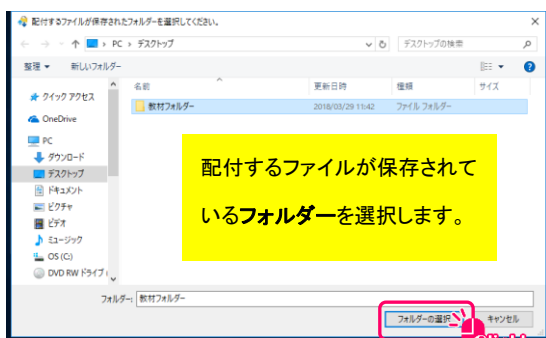 配付するファイルが保存されたフォルダーを選択してください。
PC › デスクトップ
デスクトップの検索
整理 新しいフォルダー
名前 更新日時 種類 サイズ
教材フォルダー 2018/03/29 11:42 ファイル フォルダー
クイック アクセス
OneDrive
PC
ダウンロード
デスクトップ
ドキュメント
ピクチャ
ビデオ
ミュージック
OS (C:)
DVD RW ドライブ
配付するファイルが保存されて
いるフォルダーを選択します。
フォルダー: 教材フォルダー
フォルダーの選択 キャンセル